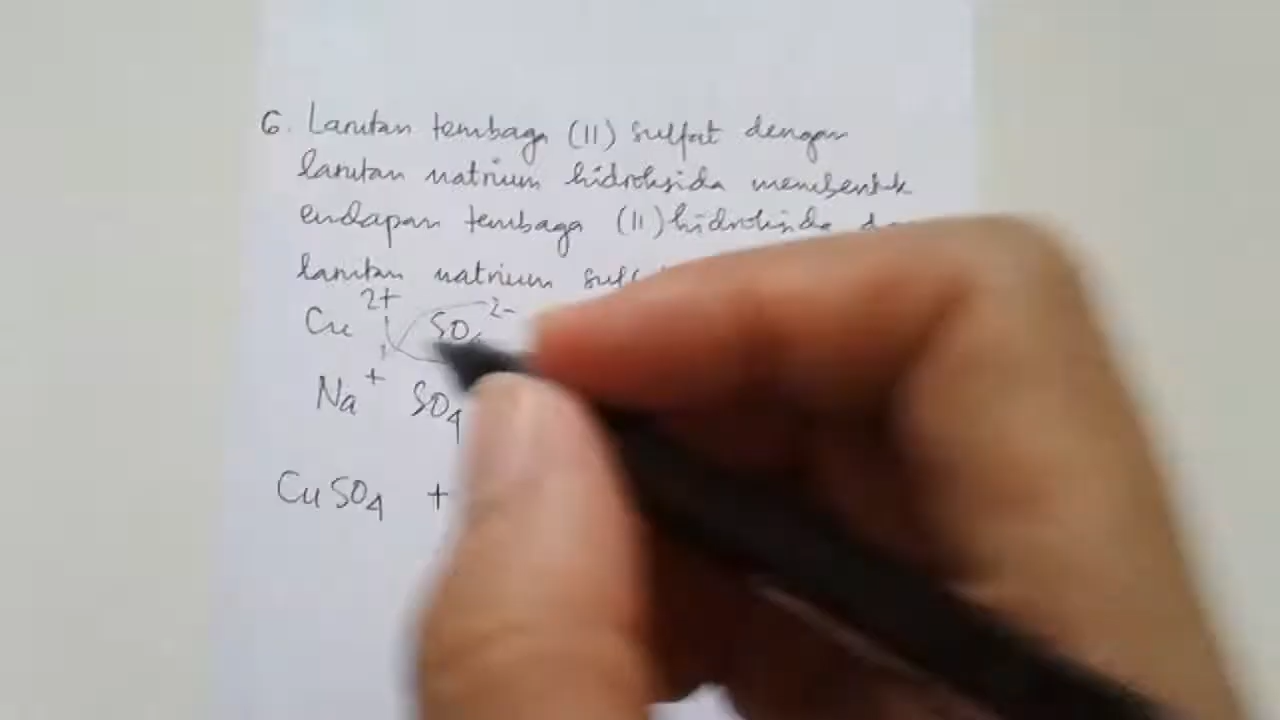 6. Larutan tembaga (II) sulfat dengan
larutan natrium hidroksida membentuk
endapan tembaga (II) hidroksida
larutan natrium
Cu 2+ SO 2-
Na + SO4
CuSO4 +